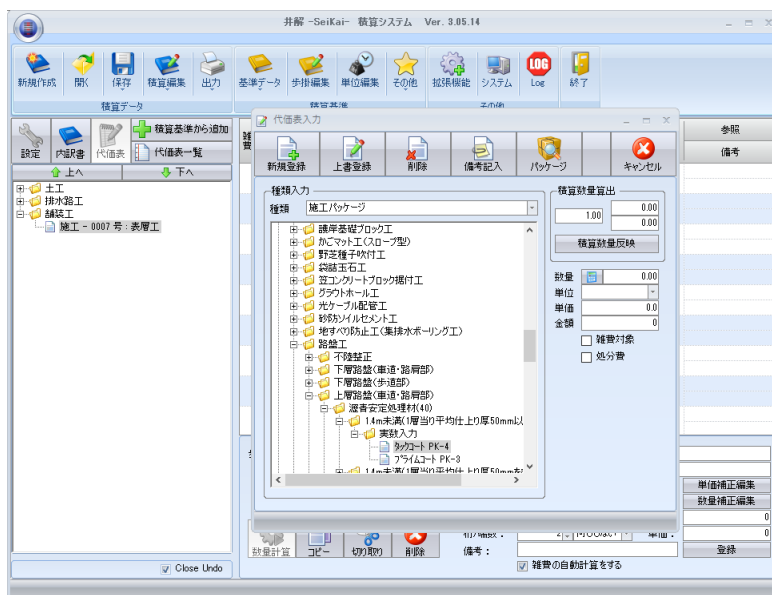 井解 -SeiKai- 積算システム Ver. 3.05.14
新規作成 開く 保存 積算編集 出力 基準データ 歩掛編集 単位編集 その他 拡張機能 システム Log 終了
積算データ 積算基準 その他
設定 内訳書 代価表 積算基準から追加
代価表一覧
上へ 下へ
土工
排水路工
舗装工
施工 - 0007 号 : 表層工
Close Undo
参照
備考
代価表入力
新規登録 上書登録 削除 備考記入 パッケージ キャンセル
種類入力
種類 施工パッケージ
護岸基礎ブロック工
かごマット工(スロープ型)
野芝種子吹付工
袋詰玉石工
笠コンクリートブロック据付工
グラウトホール工
光ケーブル配管工
砂防ソイルセメント工
地すべり防止工(集排水ボーリング工)
路盤工
不陸整正
下層路盤(車道・路肩部)
下層路盤(歩道部)
上層路盤(車道・路肩部)
瀝青安定処理材(40)
1.4m未満(1層当り平均仕上り厚50mm以
実数入力
タックコート PK-4
プライムコート PK-3
1.4m未満(1層当り平均仕上り厚50mmを
積算数量算出
1.00 0.00
0.00
積算数量反映
数量 0.00
単位
単価 0.0
金額 0
雑費対象
処分費
単価補正編集
数量補正編集
0
0
数量計算 コピー 切り取り 削除
単価 :
備考 :
登録
雑費の自動計算をする